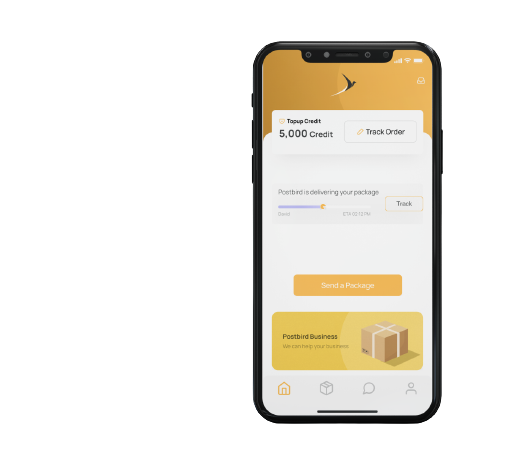 Topup Credit
5,000 Credit
Track Order
Postbird is delivering your package
Track
ETA 02:12 PM
Send a Package
Postbird Business
We can help your business